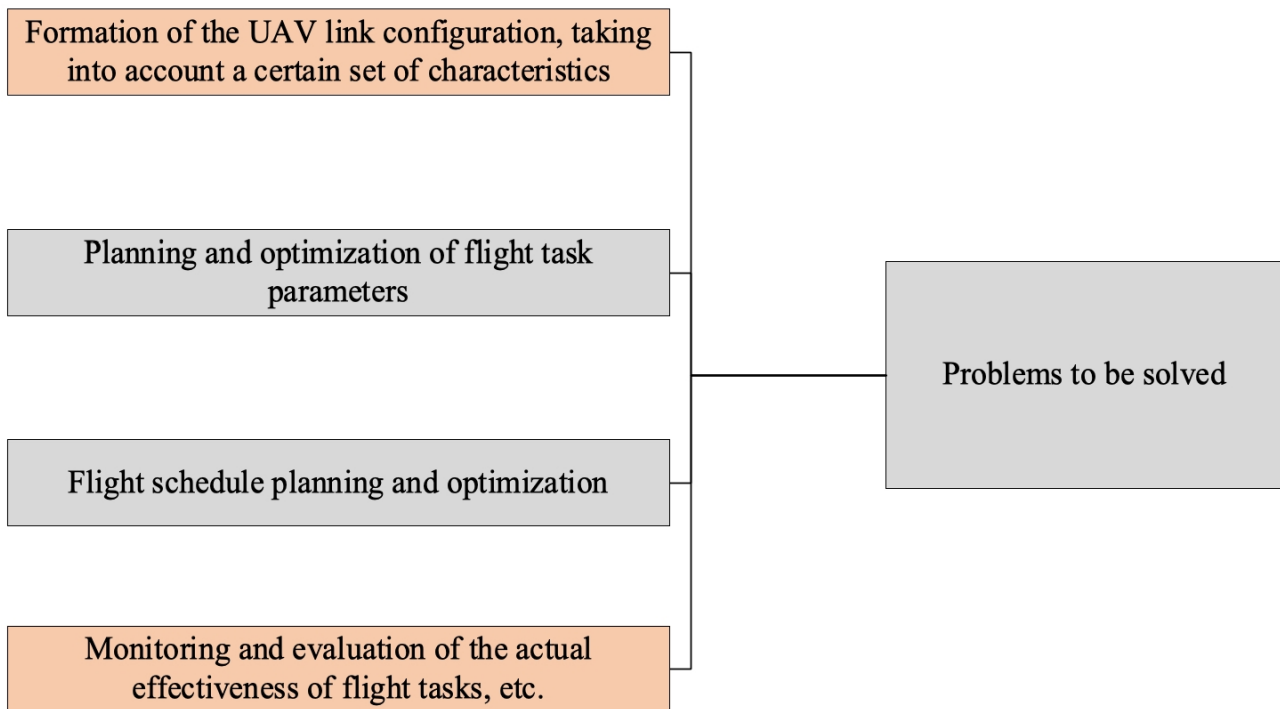 Formation of the UAV link configuration, taking
into account a certain set of characteristics
Planning and optimization of flight task
parameters
Flight schedule planning and optimization
Monitoring and evaluation of the actual
effectiveness of flight tasks, etc.
Problems to be solved